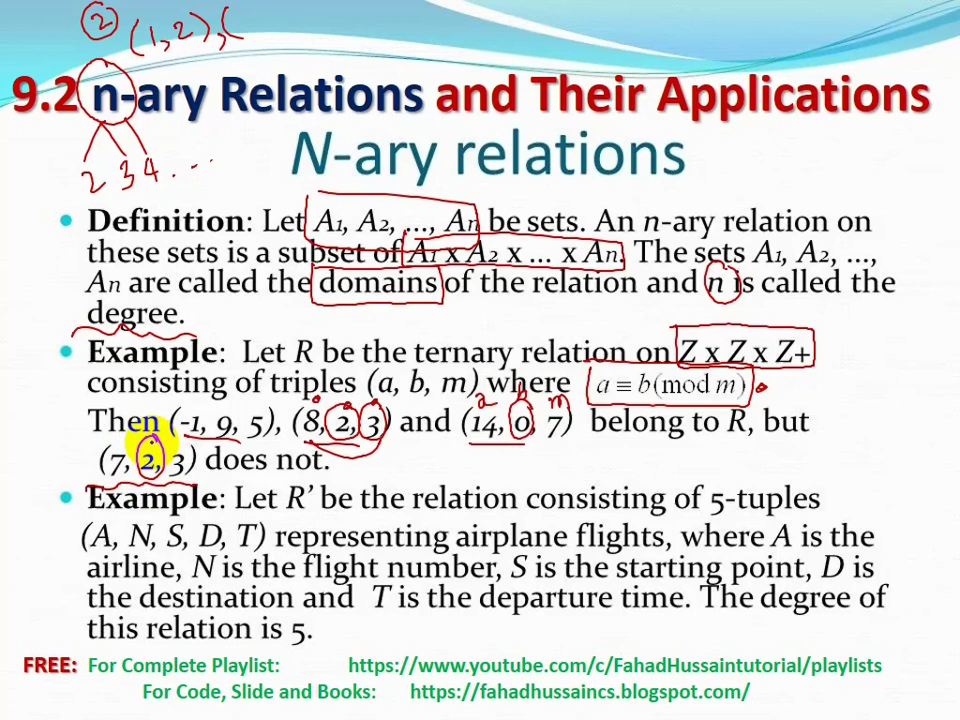 ② (1,2),(
9.2 n-ary Relations and Their Applications
2 3 4 . ...
N-ary relations
• Definition: Let A1, A2, ..., An be sets. An n-ary relation on
these sets is a subset of A1 x A2 x ... x An. The sets A1, A2, ...,
An are called the domains of the relation and n is called the
degree.
• Example: Let R be the ternary relation on Z x Z x Z+
consisting of triples (a, b, m) where a ≡ b(mod m)
a b m
Then (-1, 9, 5), (8, 2, 3) and (14, 0, 7) belong to R, but
(7, 2, 3) does not.
• Example: Let R’ be the relation consisting of 5-tuples
(A, N, S, D, T) representing airplane flights, where A is the
airline, N is the flight number, S is the starting point, D is
the destination and T is the departure time. The degree of
this relation is 5.
FREE: For Complete Playlist: https://www.youtube.com/c/FahadHussaintutorial/playlists
For Code, Slide and Books: https://fahadhussaincs.blogspot.com/